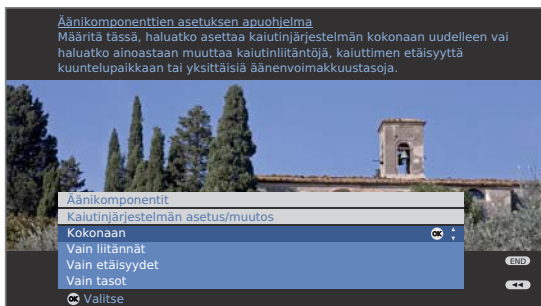 Äänikomponenttien asetuksen apuohjelma
Määritä tässä, haluatko asettaa kaiutinjärjestelmän kokonaan uudelleen vai
haluatko ainoastaan muuttaa kaiutinliitäntöjä, kaiuttimen etäisyyttä
kuuntelupaikkaan tai yksittäisiä äänenvoimakkuustasoja.
Äänikomponentit
Kaiutinjärjestelmän asetus/muutos
Kokonaan OK
Vain liitännät
Vain etäisyydet
END
Vain tasot
OK Valitse